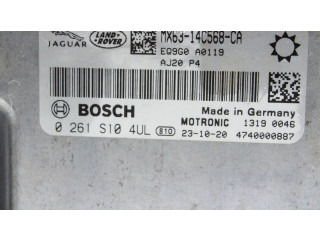 JAGUAR LAND ROVER MX63-14C568-CA
EQ9G0 A0119
AJ20 P4
BOSCH Made in Germany
0 261 S10 4UL e10 MOTRONIC 1319 0046
23-10-20 4740000887